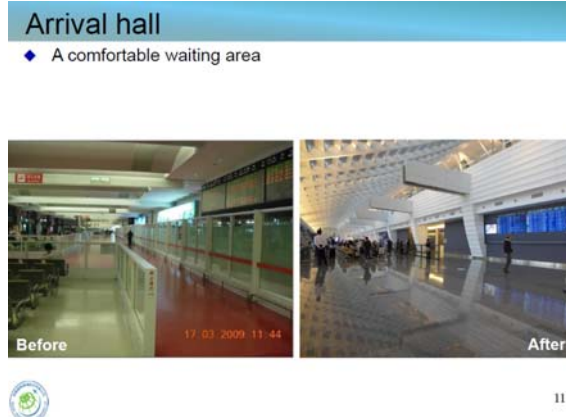 Arrival hall
A comfortable waiting area
17 03 2009 11:44
Before
After
11